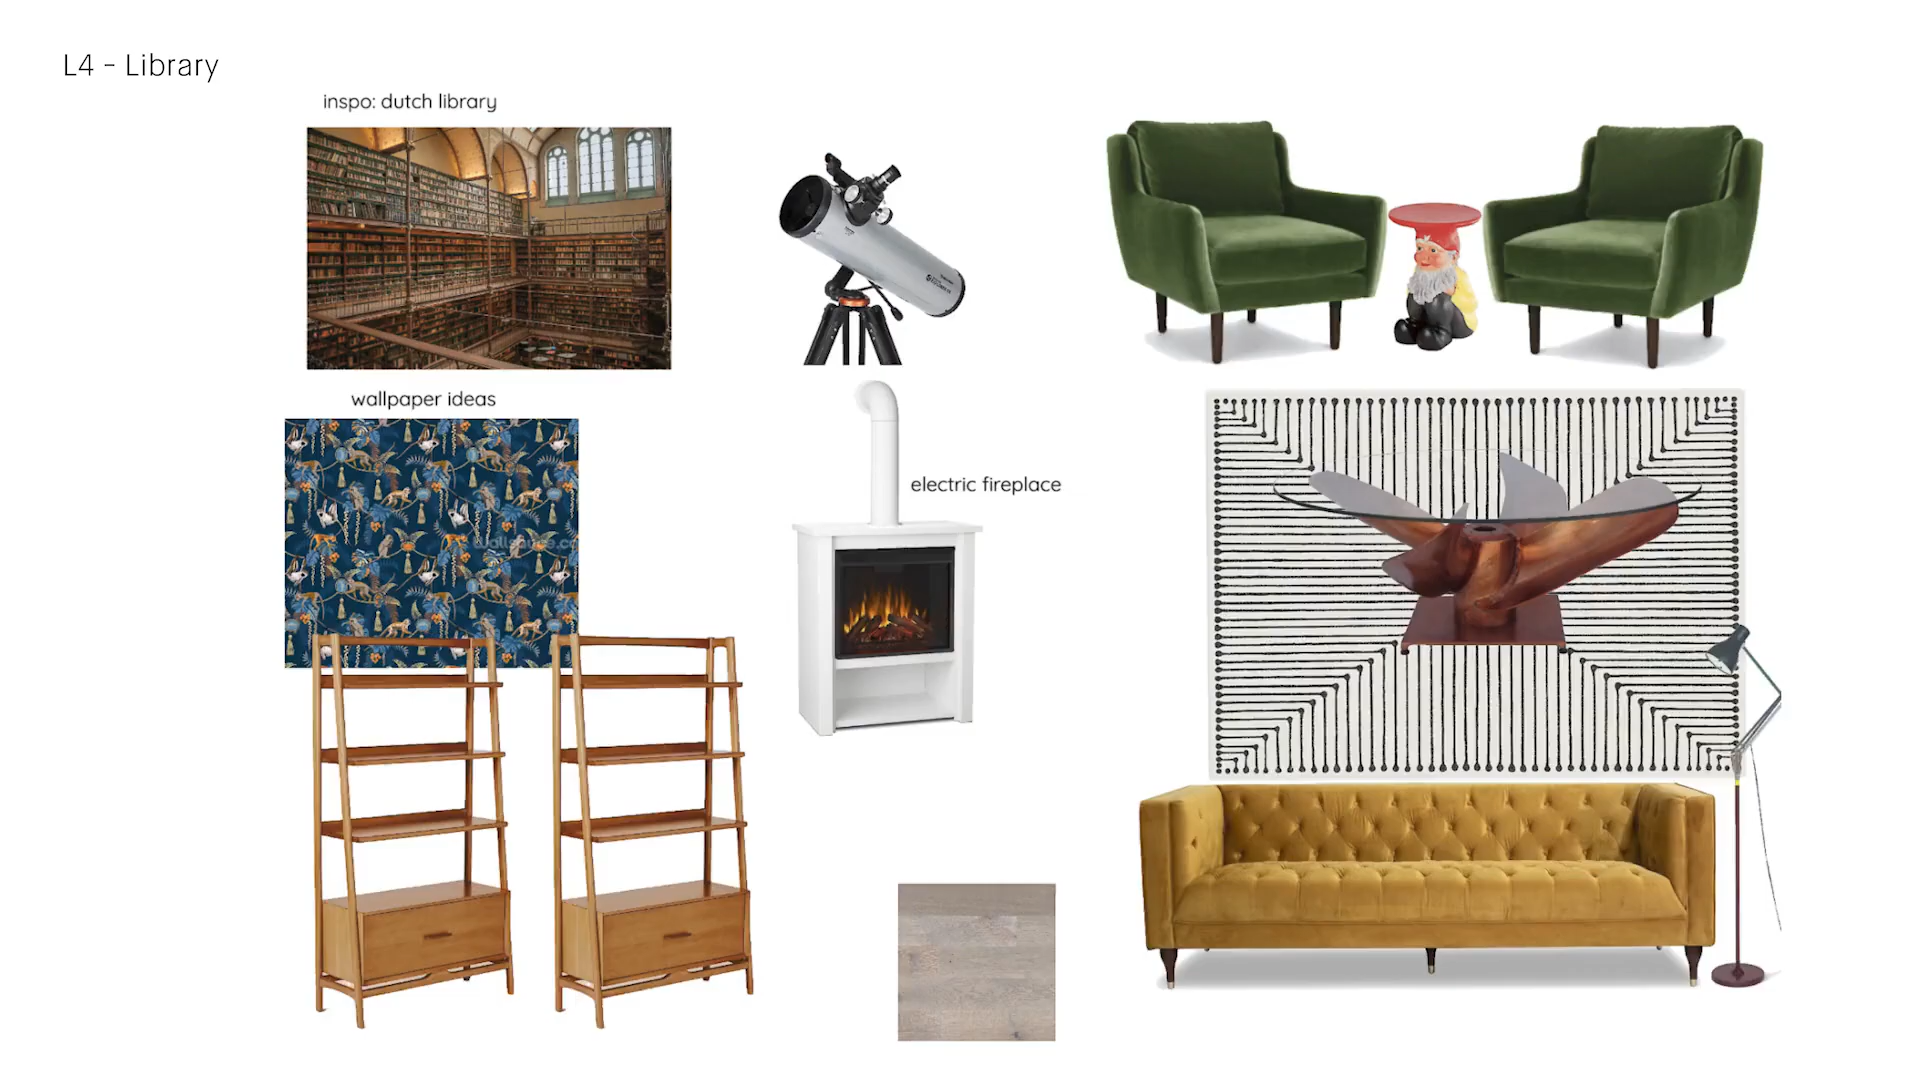 L4 - Library
inspo: dutch library
wallpaper ideas
electric fireplace